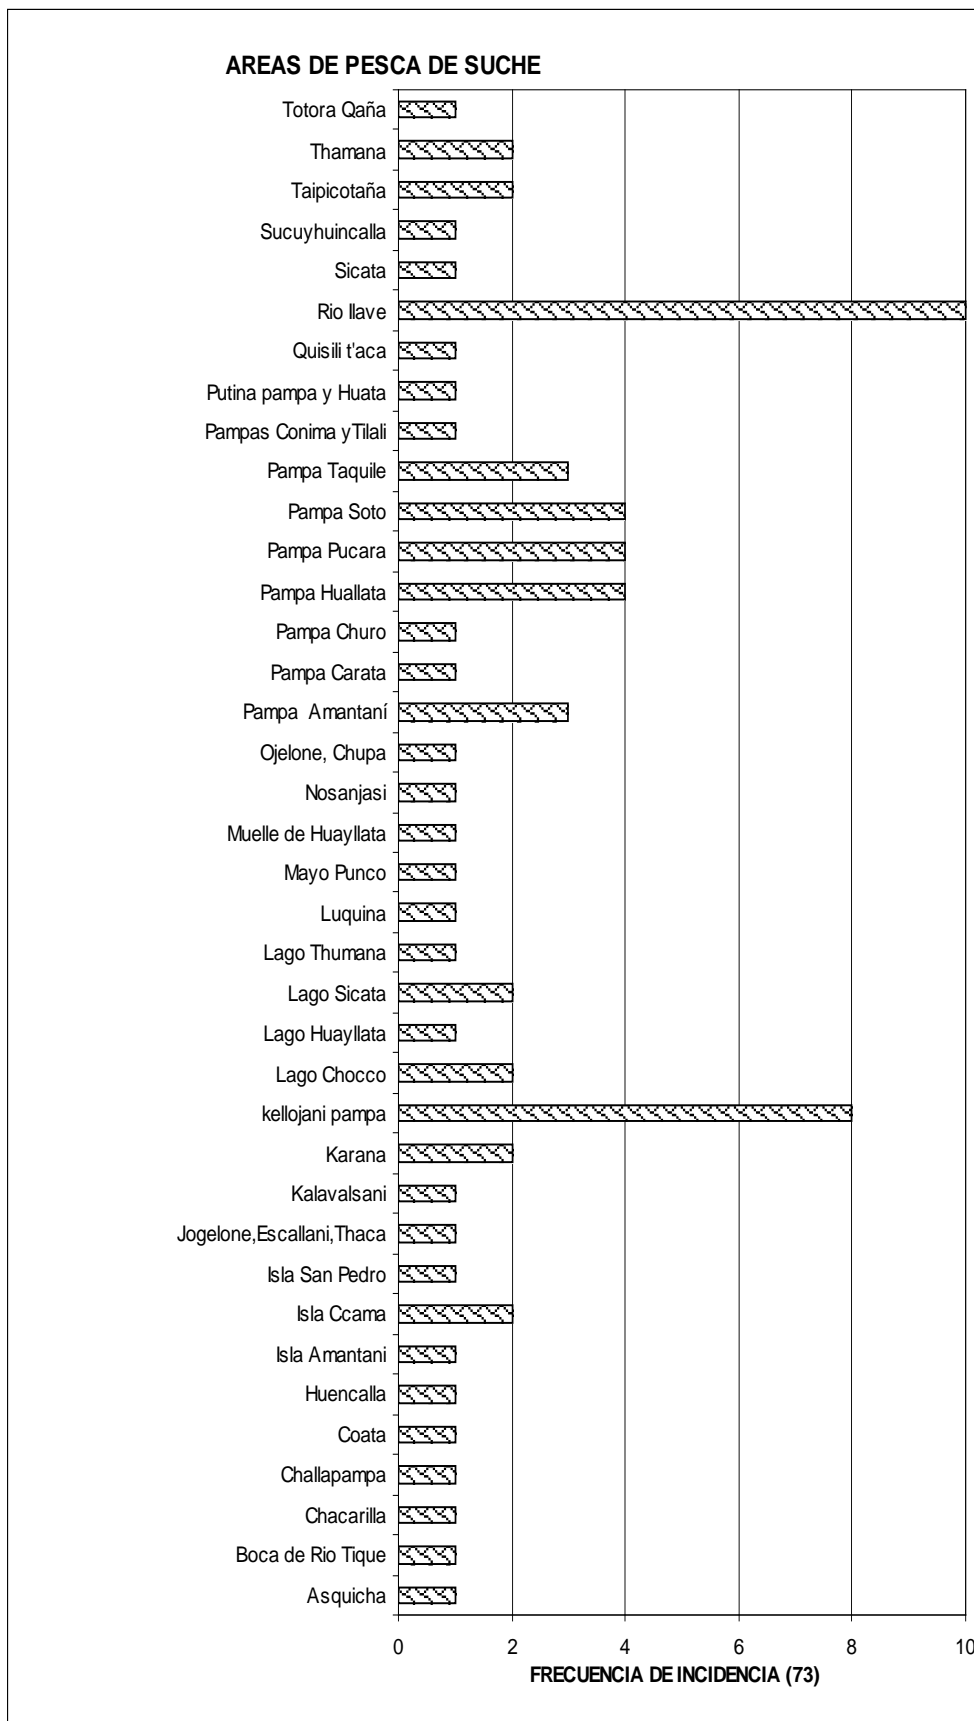 AREAS DE PESCA DE SUCHE
Totora Qaña
Thamana
Taipicotaña
Sucuyhuincalla
Sicata
Rio Ilave
Quisili t'aca
Putina pampa y Huata
Pampas Conima yTilali
Pampa Taquile
Pampa Soto
Pampa Pucara
Pampa Huallata
Pampa Churo
Pampa Carata
Pampa Amantaní
Ojelone, Chupa
Nosanjasi
Muelle de Huayllata
Mayo Punco
Luquina
Lago Thumana
Lago Sicata
Lago Huayllata
Lago Chocco
kellojani pampa
Karana
Kalavalsani
Jogelone,Escallani,Thaca
Isla San Pedro
Isla Ccama
Isla Amantani
Huencalla
Coata
Challapampa
Chacarilla
Boca de Rio Tique
Asquicha
0 2 4 6 8 10
FRECUENCIA DE INCIDENCIA (73)